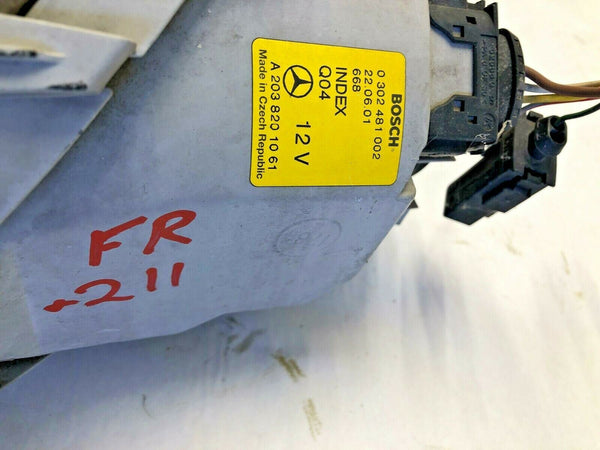 BOSCH
0 302 481 002
22.06.01
668
INDEX
Q04
12 V
A 203 820 10 61
Made in Czech Republic
FR
-211